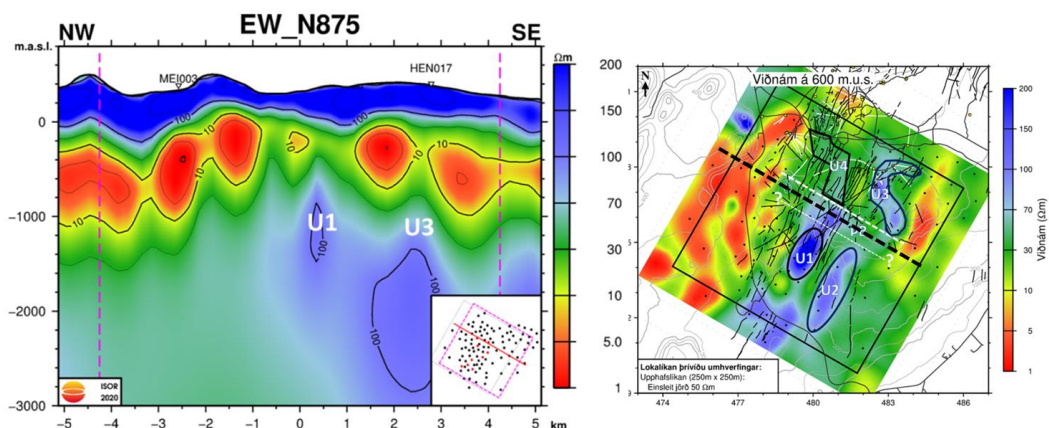 EW_N875
NW
SE
m.a.s.l.
Ωm
MEI003
HEN017
0
-1000
-2000
-3000
10
10
10
10
10
10
100
100
100
U1
U3
ISOR
2020
-5 -4 -3 -2 -1 0 1 2 3 4 5 km
200
150
100
70
50
30
10
5.0
1
N
Viðnám á 600 m.u.s.
U4
U3
?
??
?
U1
U2
Lokalíkan þrívíðu umhverfingar:
Upphafslíkan (250m x 250m):
Einsleit jörð 50 Ωm
474 477 480 483 486
200
150
100
50
30
10
5
1
Viðnám (Ωm)